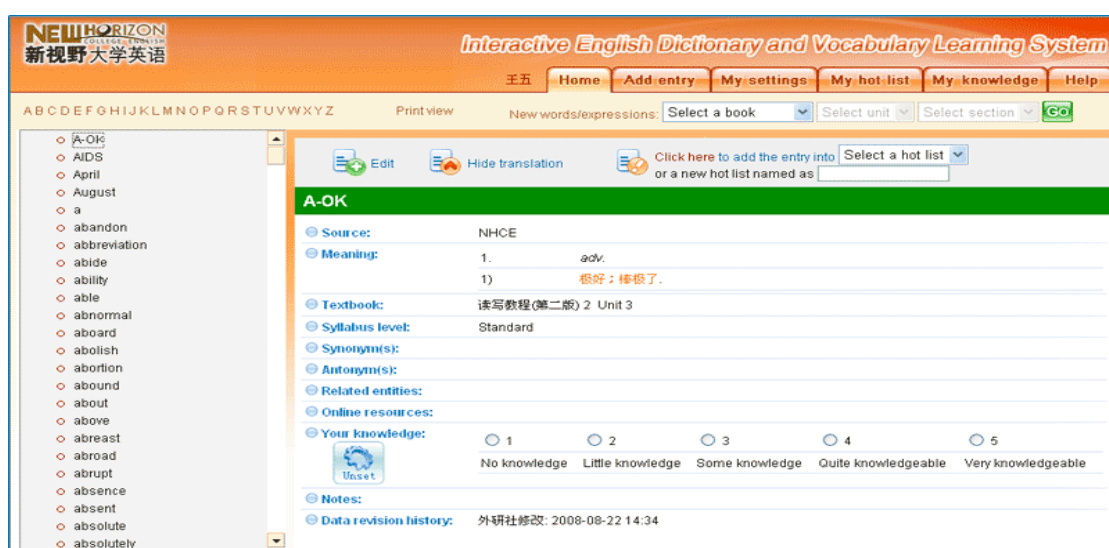 NEW HORIZON
COLLEGE ENGLISH
新视野大学英语
Interactive English Dictionary and Vocabulary Learning System
王五 Home Add entry My settings My hot list My knowledge Help
A B C D E F G H I J K L M N O P Q R S T U V W X Y Z Print view New words/expressions: Select a book Select unit Select section GO
A-OK
AIDS
April
August
a
abandon
abbreviation
abide
ability
able
abnormal
aboard
abolish
abortion
abound
about
above
abreast
abroad
abrupt
absence
absent
absolute
absolutely
Edit Hide translation Click here to add the entry into Select a hot list
or a new hot list named as
A-OK
Source: NHCE
Meaning: 1. adv.
1) 极好；棒极了.
Textbook: 读写教程(第二版) 2 Unit 3
Syllabus level: Standard
Synonym(s):
Antonym(s):
Related entities:
Online resources:
Your knowledge: 1 2 3 4 5
Unset No knowledge Little knowledge Some knowledge Quite knowledgeable Very knowledgeable
Notes:
Data revision history: 外研社修改: 2008-08-22 14:34